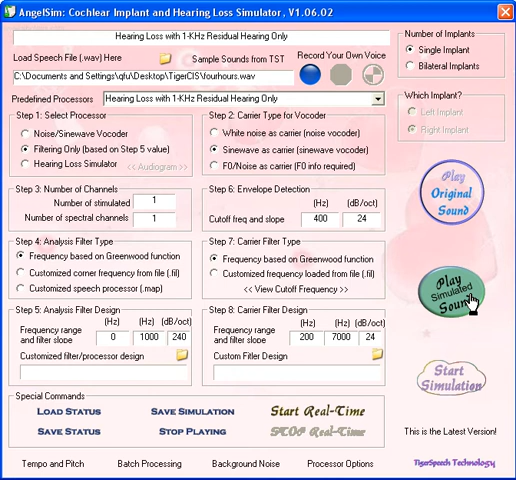 AngelSim: Cochlear Implant and Hearing Loss Simulator, V1.06.02
Hearing Loss with 1-KHz Residual Hearing Only
Load Speech File (.wav) Here
Sample Sounds from TST
Record Your Own Voice
C:\Documents and Settings\qfu\Desktop\TigerCIS\fourhours.wav
Predefined Processors
Hearing Loss with 1-KHz Residual Hearing Only
Number of Implants
Single Implant
Bilateral Implants
Which Implant?
Left Implant
Right Implant
Step 1: Select Processor
Noise/Sinewave Vocoder
Filtering Only (based on Step 5 value)
Hearing Loss Simulator
<< Audiogram >>
Step 2: Carrier Type for Vocoder
White noise as carrier (noise vocoder)
Sinewave as carrier (sinewave vocoder)
F0/Noise as carrier (F0 info required)
Step 3: Number of Channels
Number of stimulated 1
Number of spectral channels 1
Step 6: Envelope Detection
(Hz) (dB/oct)
Cutoff freq and slope 400 24
Step 4: Analysis Filter Type
Frequency based on Greenwood function
Customized corner frequency from file (.fil)
Customized speech processor (.map)
Step 7: Carrier Filter Type
Frequency based on Greenwood function
Customized frequency loaded from file (.fil)
<< View Cutoff Frequency >>
Step 5: Analysis Filter Design
(Hz) (Hz) (dB/oct)
Frequency range
and filter slope 0 1000 240
Customized filter/processor design
Step 8: Carrier Filter Design
(Hz) (Hz) (dB/oct)
Frequency range
and filter slope 200 7000 24
Custom Fitler Design
Play
Original
Sound
Play
Simulated
Sound
Start
Simulation
Special Commands
LOAD STATUS
SAVE SIMULATION
Start Real-Time
SAVE STATUS
STOP PLAYING
STOP Real-Time
This is the Latest Version!
Tempo and Pitch
Batch Processing
Background Noise
Processor Options
TigerSpeech Technology